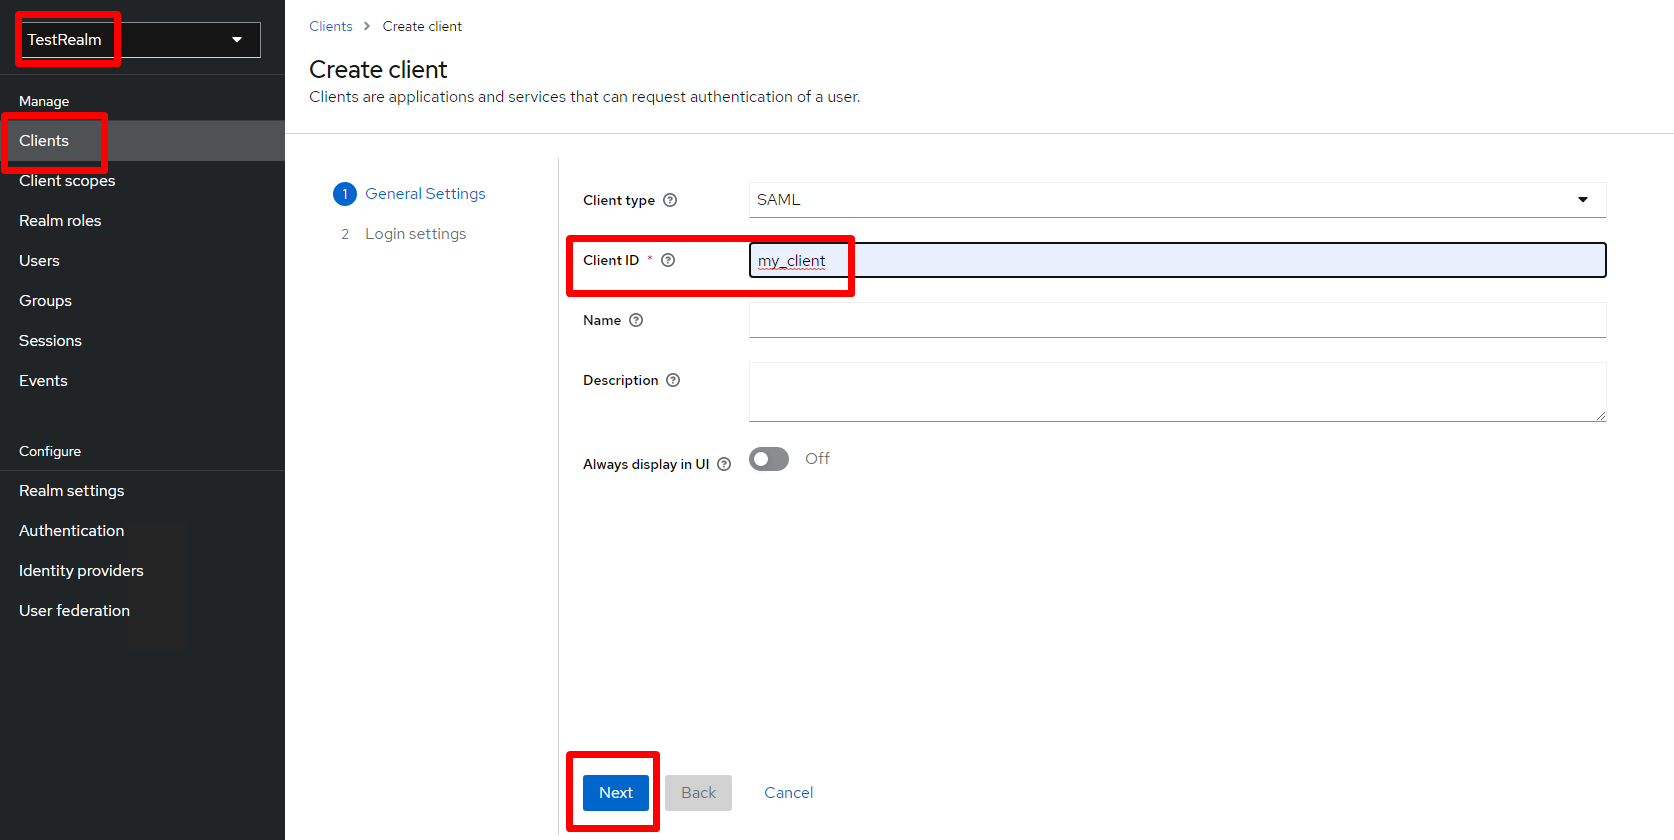 TestRealm
Manage
Clients
Client scopes
Realm roles
Users
Groups
Sessions
Events
Configure
Realm settings
Authentication
Identity providers
User federation
Clients > Create client
Create client
Clients are applications and services that can request authentication of a user.
1 General Settings
2 Login settings
Client type ? SAML
Client ID * ? my_client
Name ?
Description ?
Always display in UI ? Off
Next Back Cancel